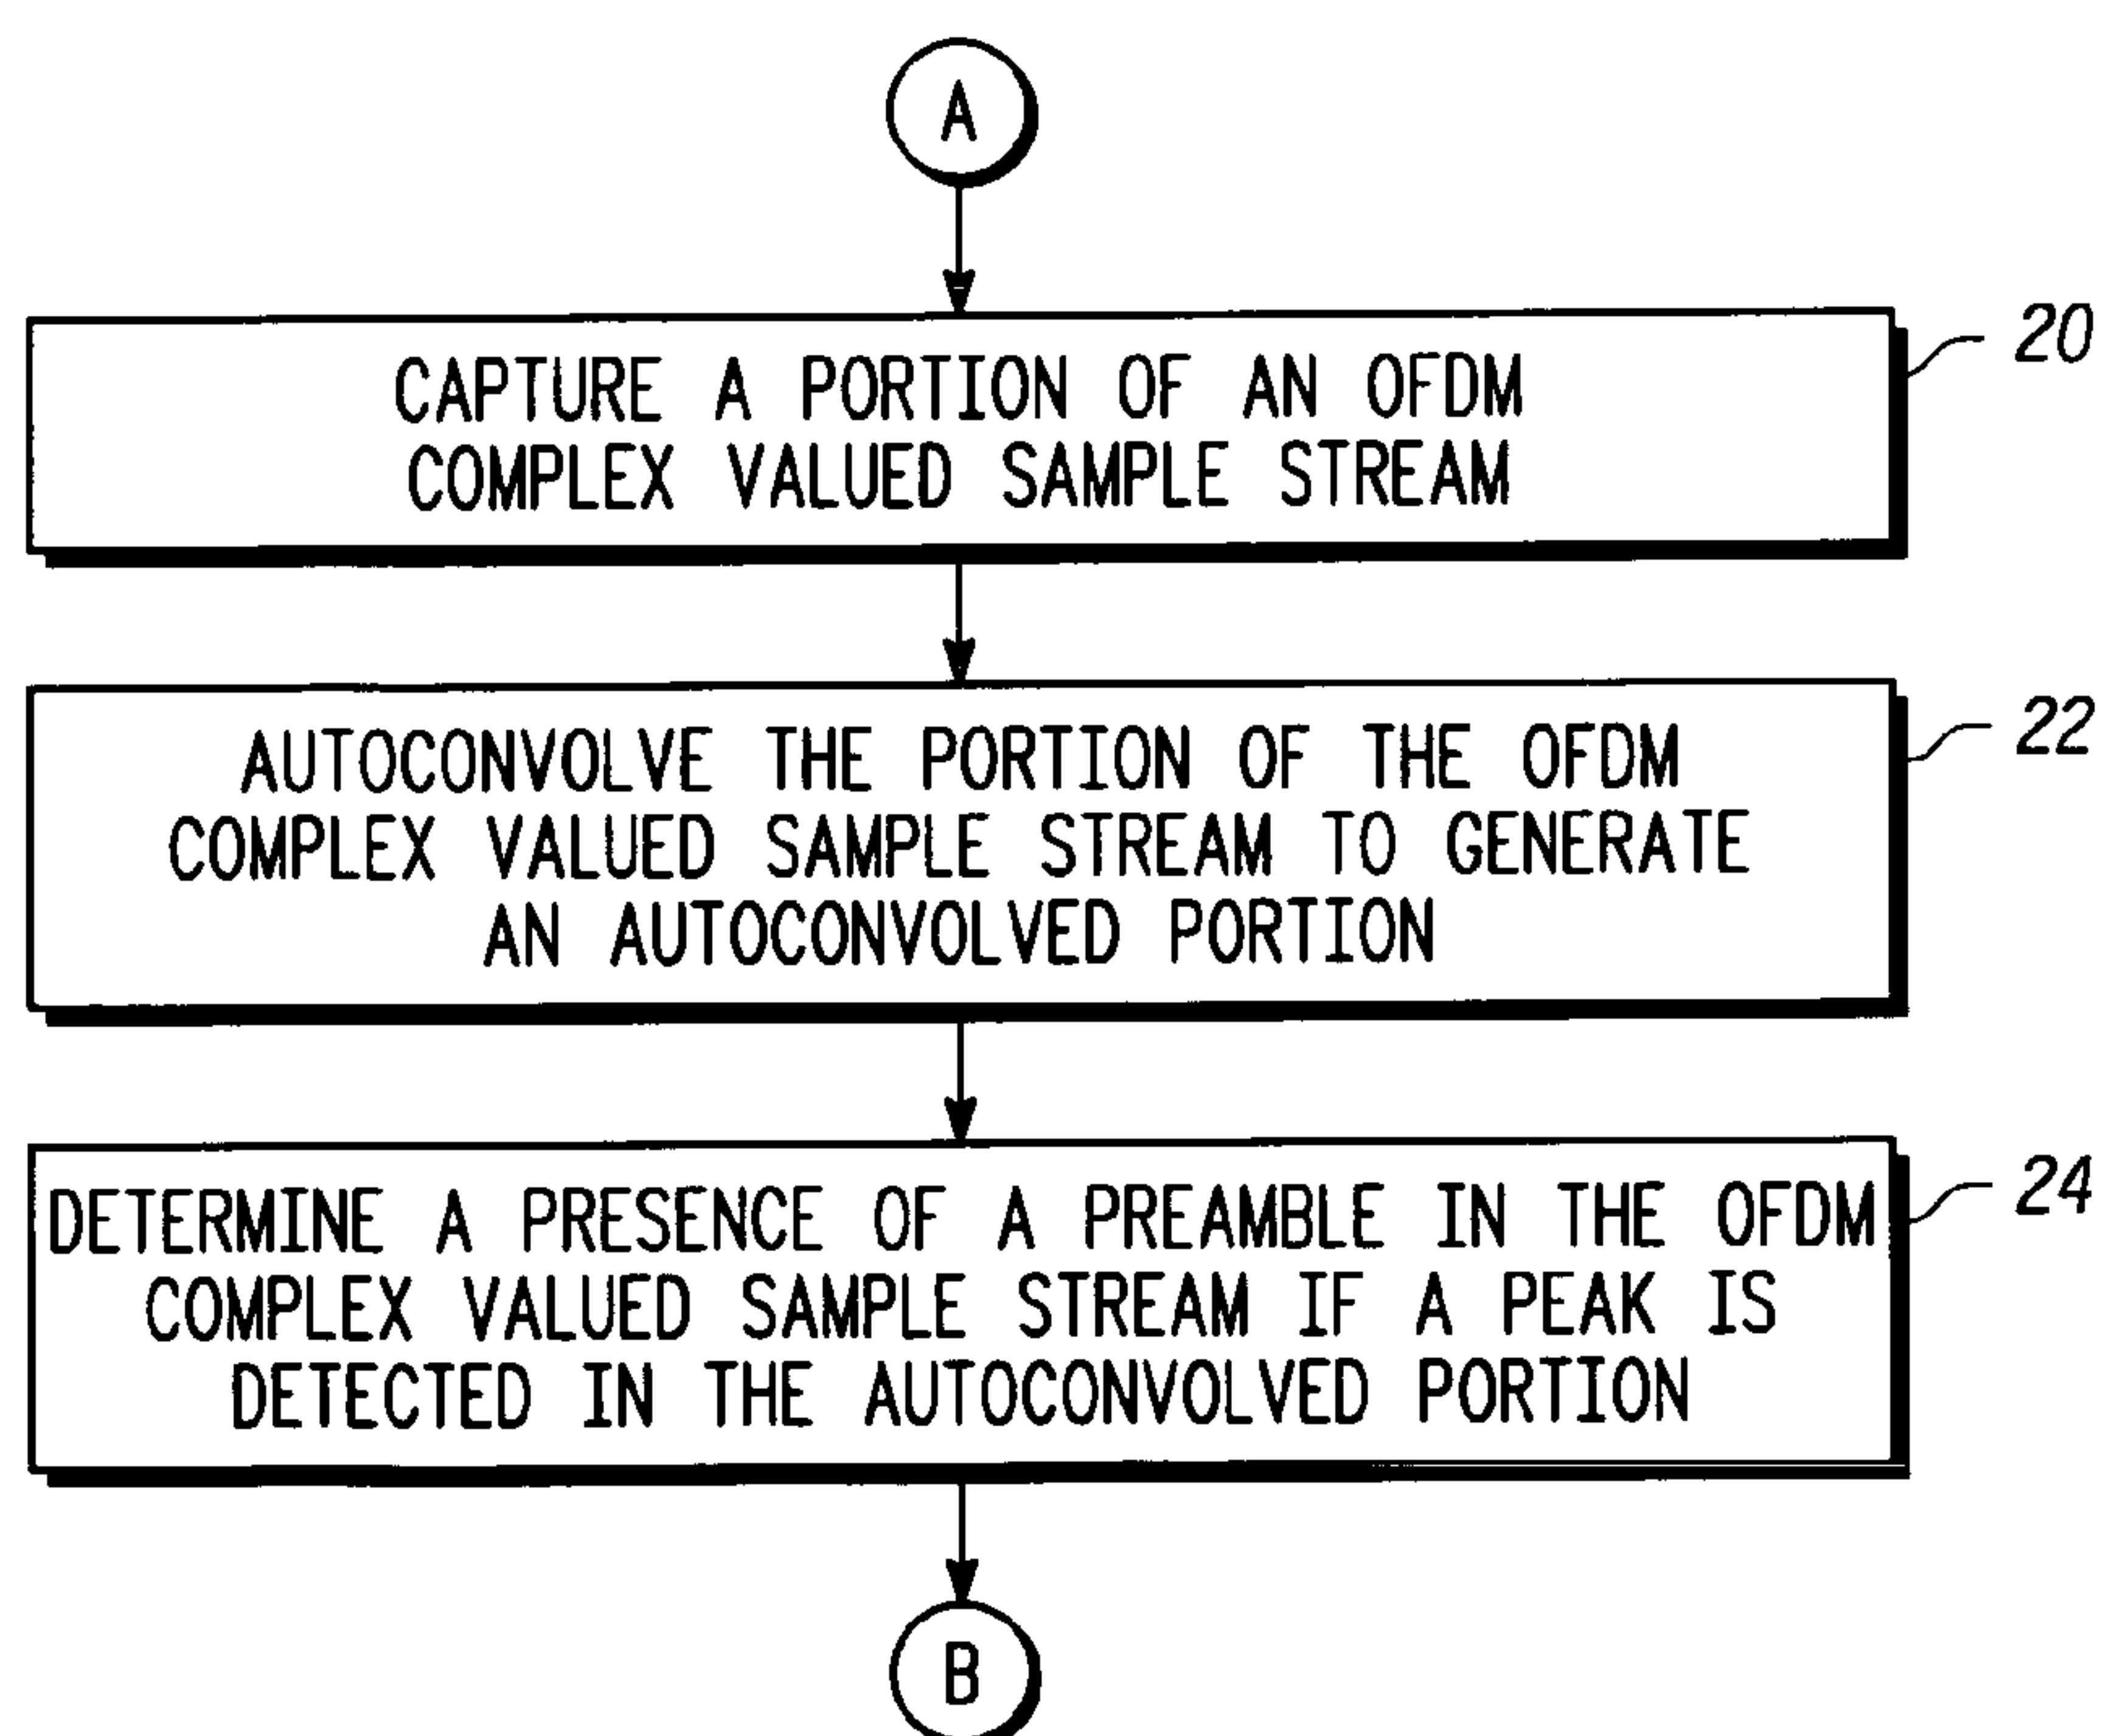 A
CAPTURE A PORTION OF AN OFDM
COMPLEX VALUED SAMPLE STREAM
20
AUTOCONVOLVE THE PORTION OF THE OFDM
COMPLEX VALUED SAMPLE STREAM TO GENERATE
AN AUTOCONVOLVED PORTION
22
DETERMINE A PRESENCE OF A PREAMBLE IN THE OFDM
COMPLEX VALUED SAMPLE STREAM IF A PEAK IS
DETECTED IN THE AUTOCONVOLVED PORTION
24
B